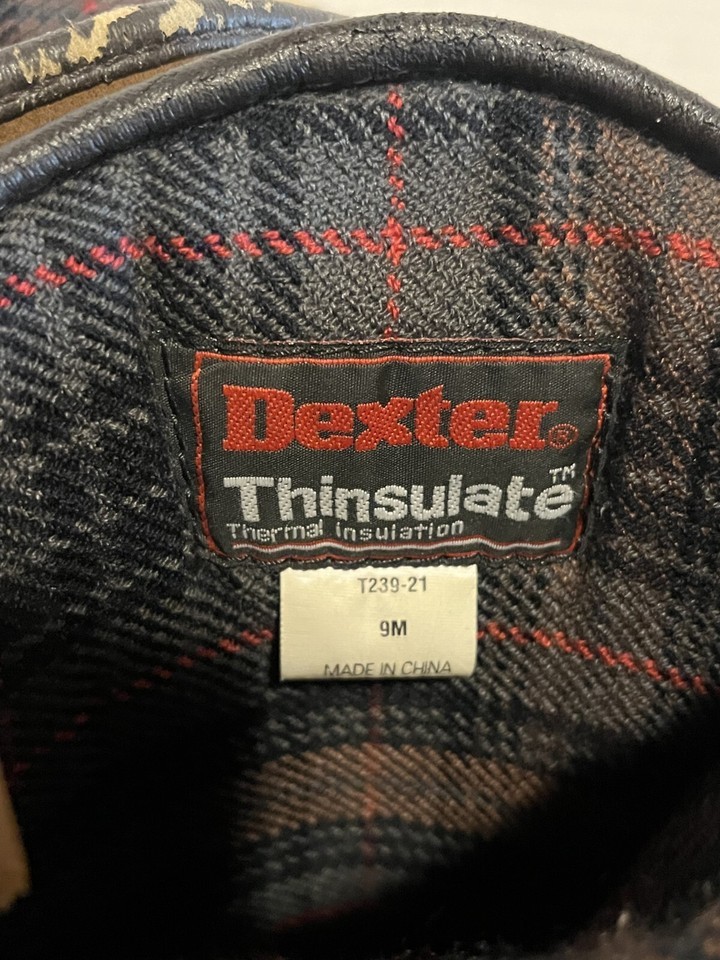 Dexter®
Thinsulate™
Thermal Insulation
T239-21
9M
MADE IN CHINA